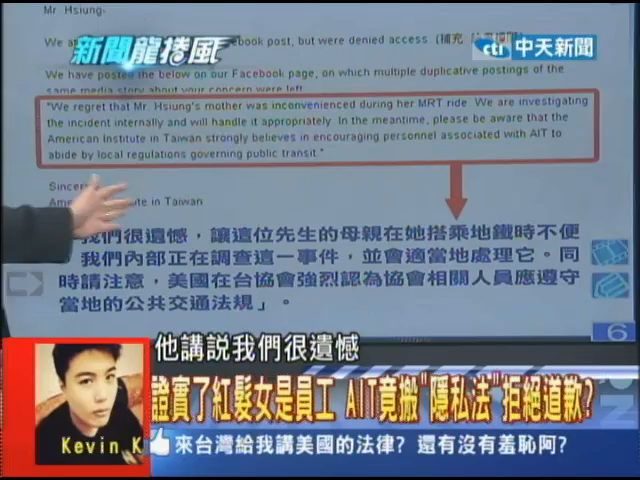 Mr. Hsiung-
新聞龍捲風
book post, but were denied access. (補充
cti 中天新聞
We have posted the below on our Facebook page, on which multiple duplicative postings of the
same media story about your concern were left.
"We regret that Mr. Hsiung's mother was inconvenienced during her MRT ride. We are investigating
the incident internally and will handle it appropriately. In the meantime, please be aware that the
American Institute in Taiwan strongly believes in encouraging personnel associated with AIT to
abide by local regulations governing public transit."
te in Taiwan
我們很遺憾，讓這位先生的母親在她搭乘地鐵時不便
我們內部正在調查這一事件，並會適當地處理它。同
時請注意，美國在台協會強烈認為協會相關人員應遵守
當地的公共交通法規」。
6
他講說我們很遺憾
證實了紅髮女是員工 AIT竟搬"隱私法"拒絕道歉?
Kevin K
來台灣給我講美國的法律? 還有沒有羞恥阿?